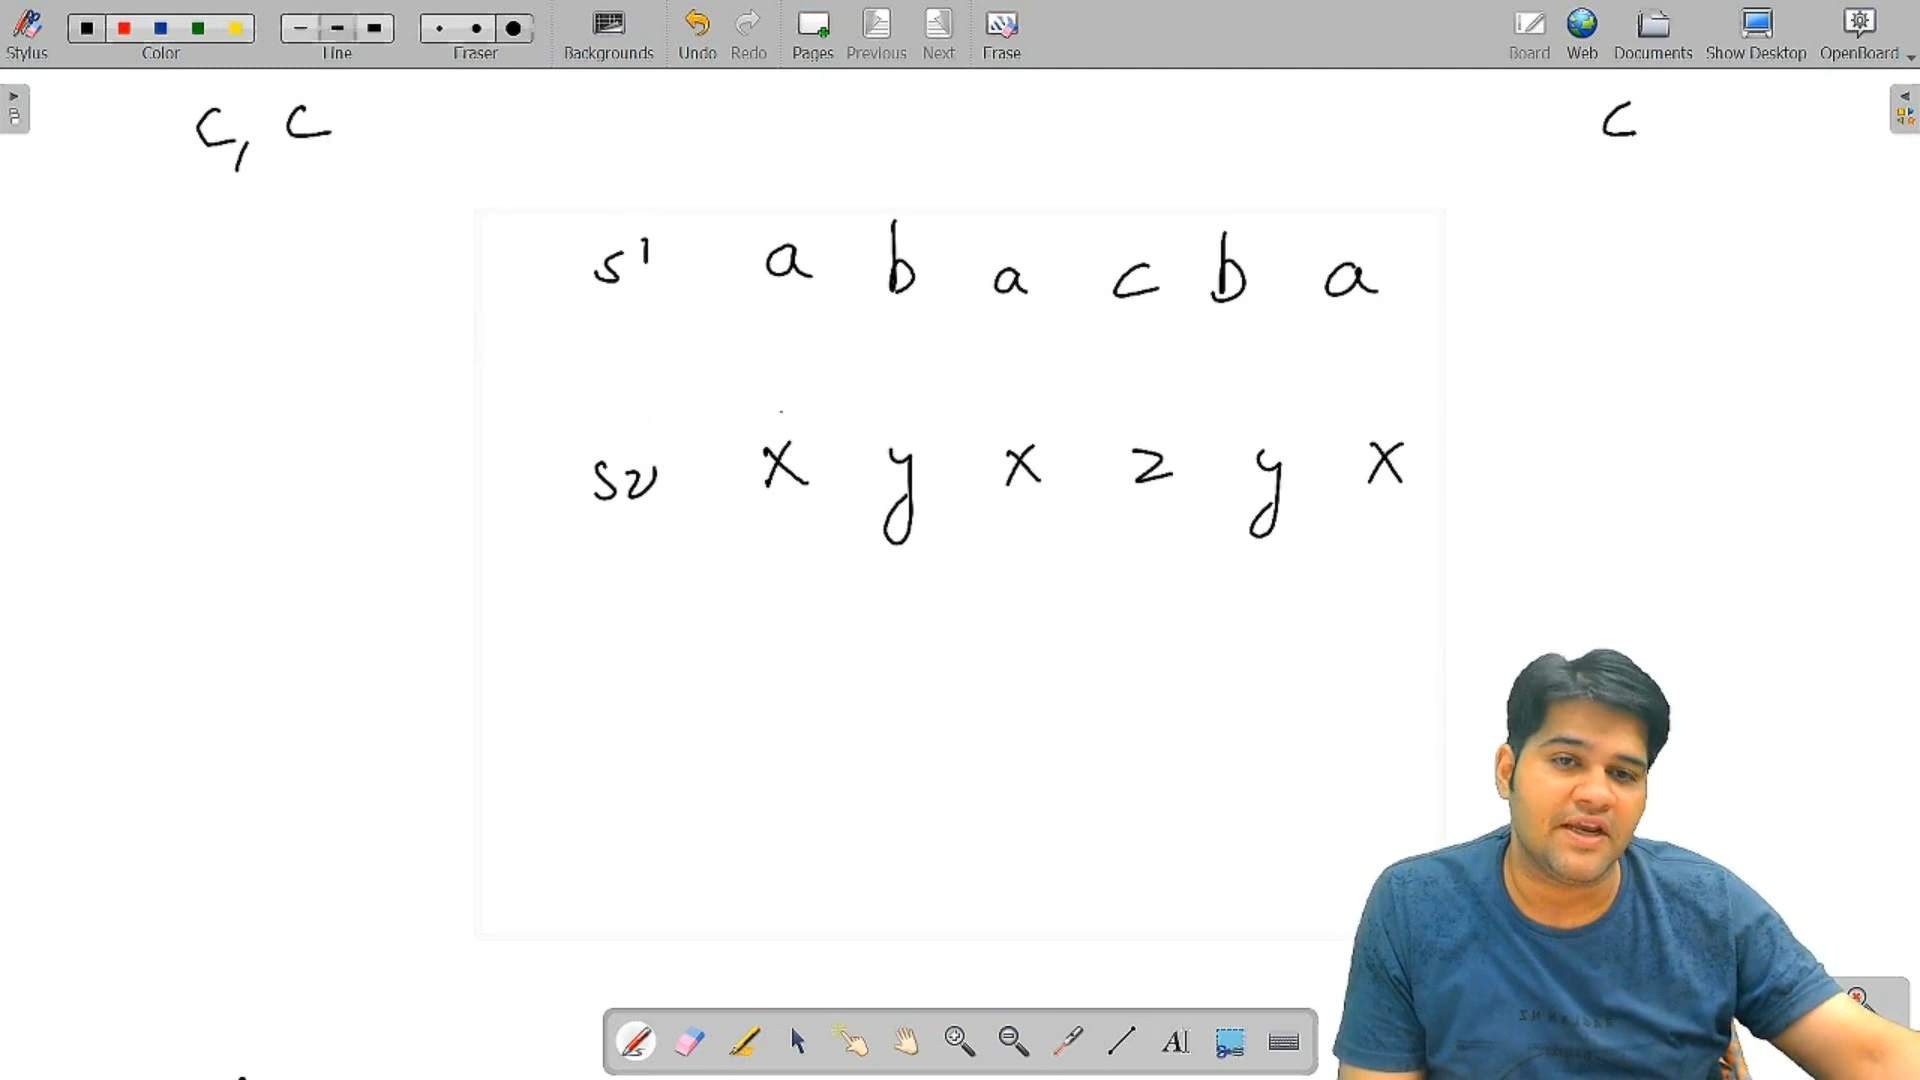 Stylus Color Line Eraser Backgrounds Undo Redo Pages Previous Next Erase Board Web Documents Show Desktop OpenBoard
c, c c
s1 a b a c b a
s2 x y x z y x
AI